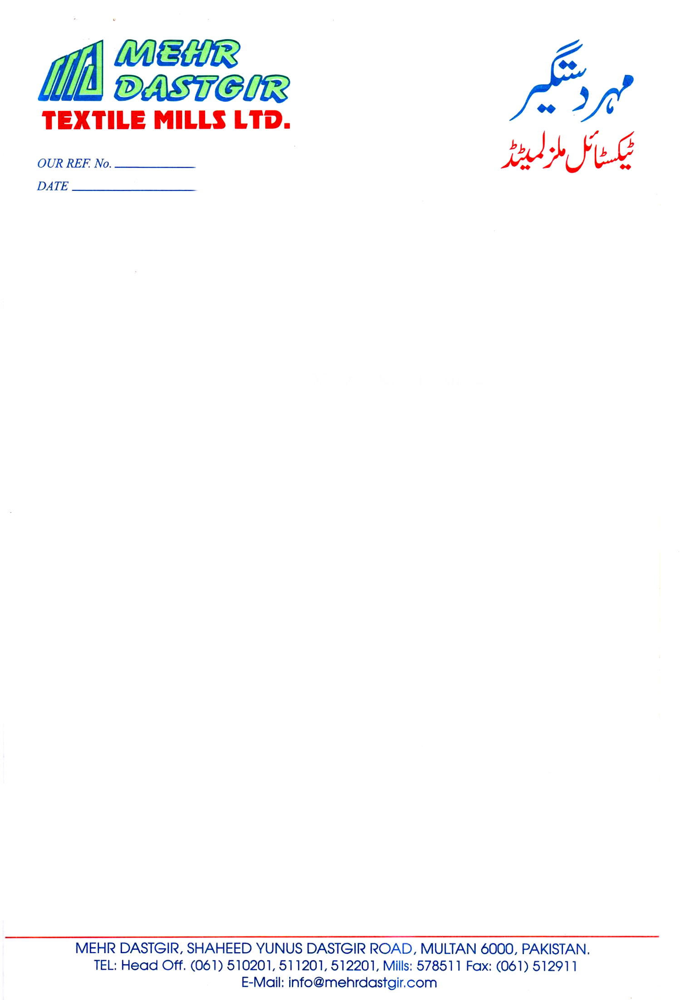 MEHR
DASTGIR
TEXTILE MILLS LTD.
مہر دستگیر
ٹیکسٹائل ملز لمیٹڈ
OUR REF. No.
DATE
MEHR DASTGIR, SHAHEED YUNUS DASTGIR ROAD, MULTAN 6000, PAKISTAN.
TEL: Head Off. (061) 510201, 511201, 512201, Mills: 578511 Fax: (061) 512911
E-Mail: info@mehrdastgir.com